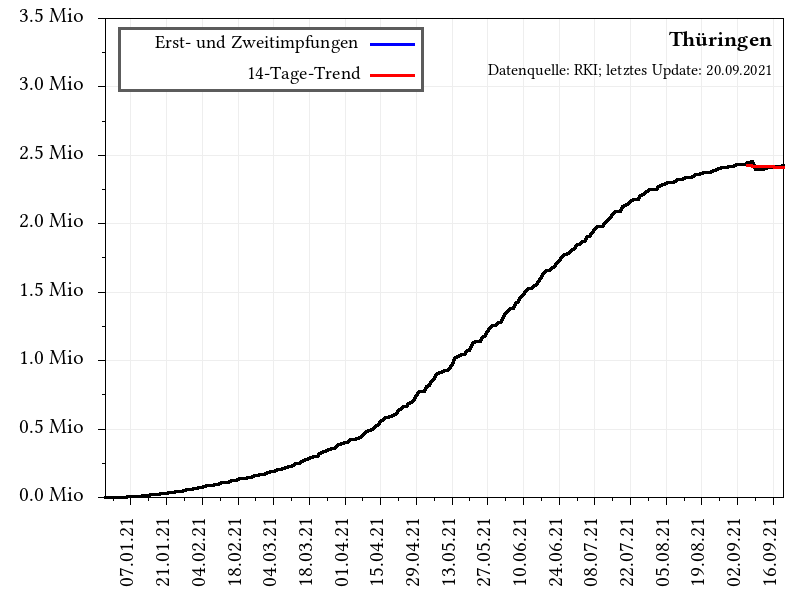 3.5 Mio
3.0 Mio
2.5 Mio
2.0 Mio
1.5 Mio
1.0 Mio
0.5 Mio
0.0 Mio
Erst- und Zweitimpfungen
14-Tage-Trend
Thüringen
Datenquelle: RKI; letztes Update: 20.09.2021
07.01.21
21.01.21
04.02.21
18.02.21
04.03.21
18.03.21
01.04.21
15.04.21
29.04.21
13.05.21
27.05.21
10.06.21
24.06.21
08.07.21
22.07.21
05.08.21
19.08.21
02.09.21
16.09.21